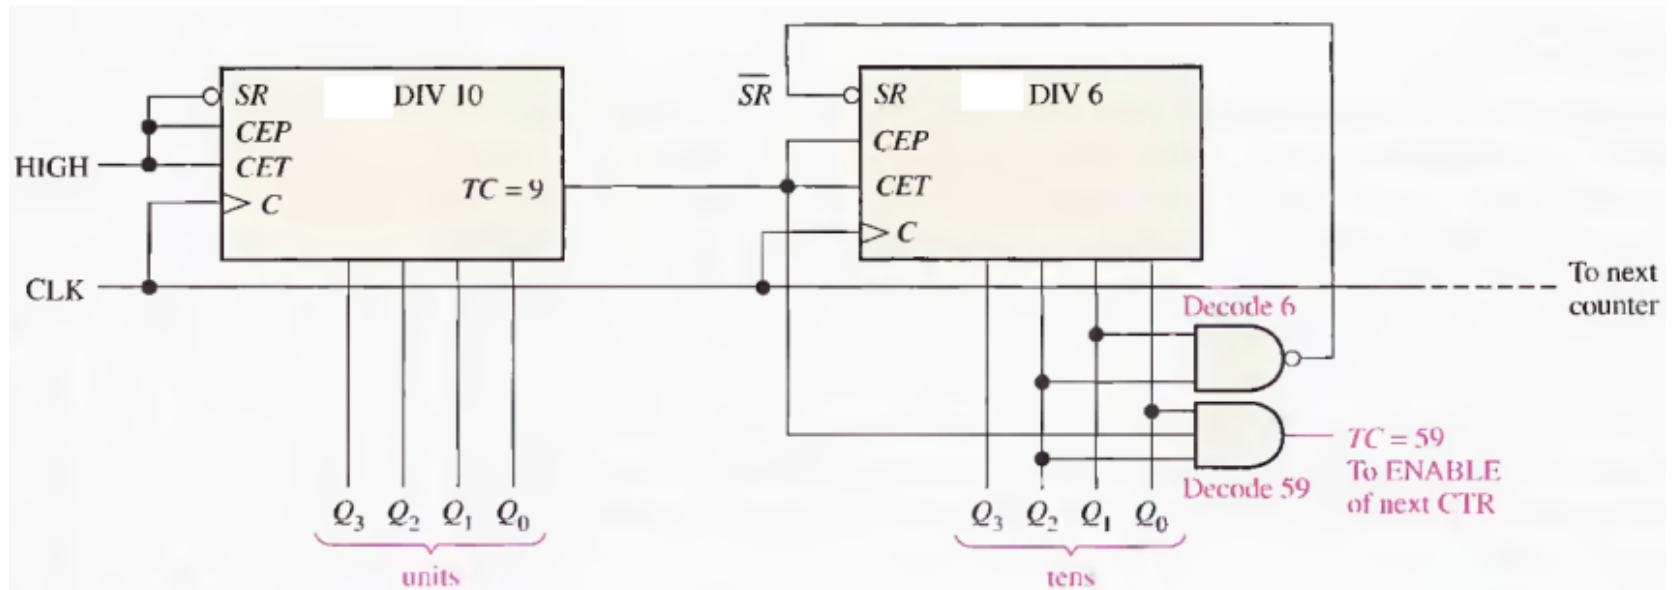 SR DIV 10
CEP
HIGH CET
TC = 9
C
CLK
SR SR DIV 6
CEP
CET
C
To next
counter
Decode 6
TC = 59
To ENABLE
of next CTR
Decode 59
Q3 Q2 Q1 Q0
units
Q3 Q2 Q1 Q0
tens